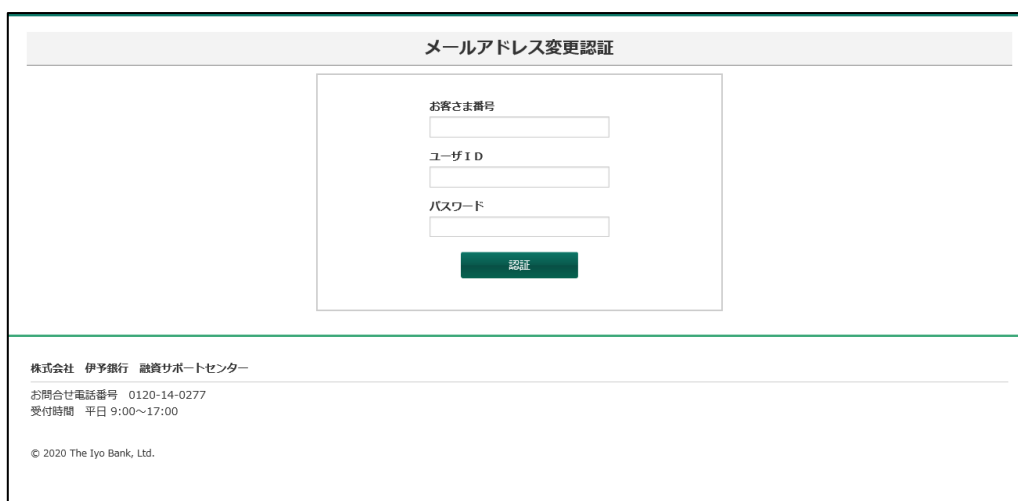 メールアドレス変更認証
お客さま番号
ユーザＩＤ
パスワード
認証
株式会社　伊予銀行　融資サポートセンター
お問合せ電話番号　0120-14-0277
受付時間　平日 9:00～17:00
© 2020 The Iyo Bank, Ltd.